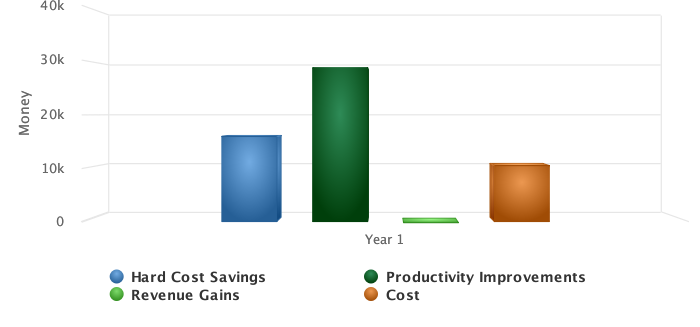 40k
30k
20k
10k
0
Money
Year 1
Hard Cost Savings
Productivity Improvements
Revenue Gains
Cost